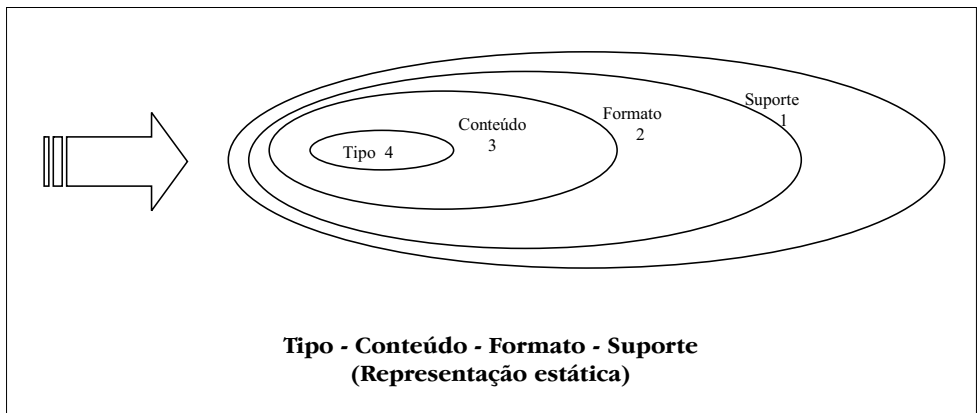 Suporte
1
Formato
2
Conteúdo
3
Tipo 4
Tipo - Conteúdo - Formato - Suporte
(Representação estática)